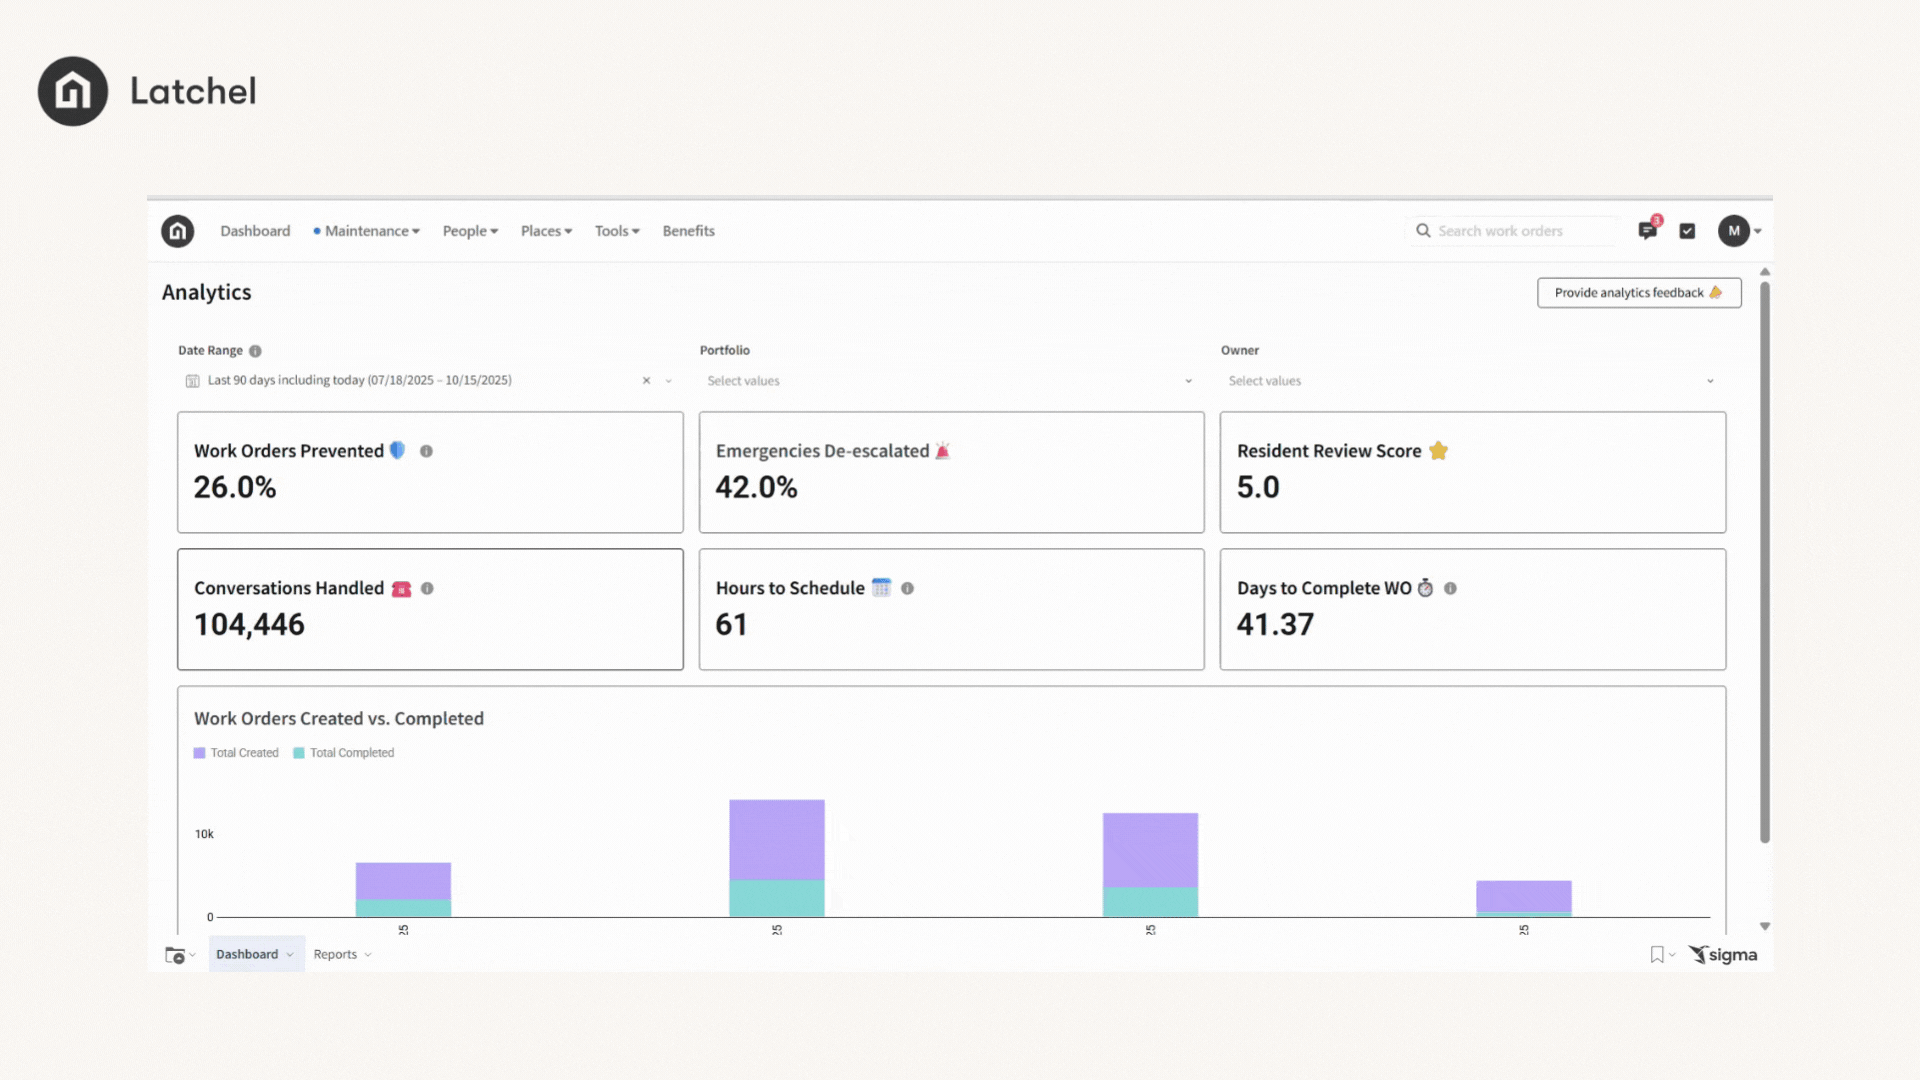 Latchel
Dashboard Maintenance People Places Tools Benefits Search work orders 3 M
Analytics Provide analytics feedback
Date Range Portfolio Owner
Last 90 days including today (07/18/2025 – 10/15/2025) Select values Select values
Work Orders Prevented Emergencies De-escalated Resident Review Score
26.0% 42.0% 5.0
Conversations Handled Hours to Schedule Days to Complete WO
104,446 61 41.37
Work Orders Created vs. Completed
Total Created Total Completed
10k
0
25 25 25 25
Dashboard Reports sigma